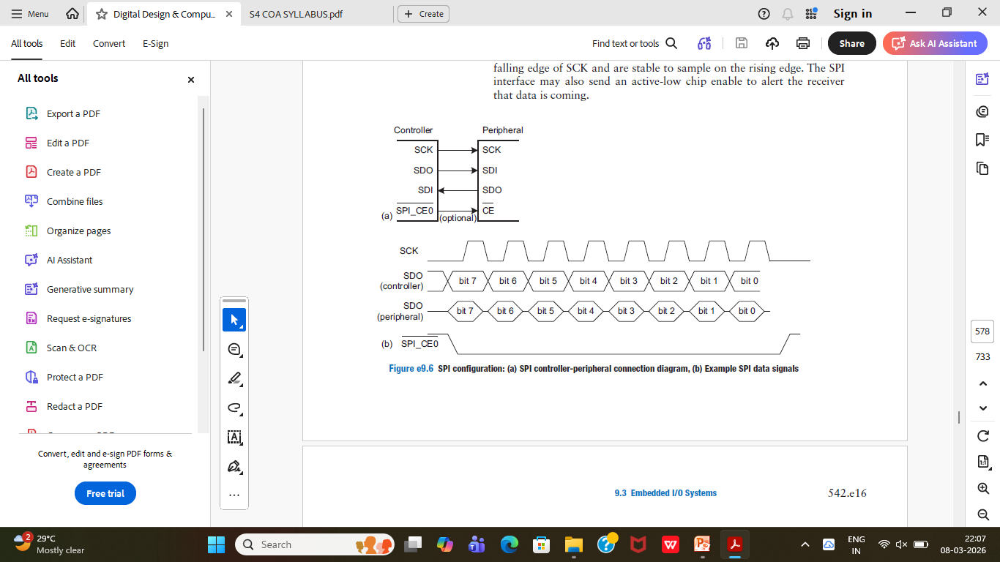 Menu
Digital Design & Compu...
S4 COA SYLLABUS.pdf
Create
Sign in
All tools
Edit
Convert
E-Sign
Find text or tools
Share
Ask AI Assistant
All tools
Export a PDF
Edit a PDF
Create a PDF
Combine files
Organize pages
AI Assistant
Generative summary
Request e-signatures
Scan & OCR
Protect a PDF
Redact a PDF
Convert, edit and e-sign PDF forms &
agreements
Free trial
falling edge of SCK and are stable to sample on the rising edge. The SPI
interface may also send an active-low chip enable to alert the receiver
that data is coming.
Controller
Peripheral
SCK
SCK
SDO
SDI
SDI
SDO
(a)
SPI_CE0
(optional)
CE
SCK
SDO
(controller)
bit 7
bit 6
bit 5
bit 4
bit 3
bit 2
bit 1
bit 0
SDO
(peripheral)
bit 7
bit 6
bit 5
bit 4
bit 3
bit 2
bit 1
bit 0
(b)
SPI_CE0
Figure e9.6 SPI configuration: (a) SPI controller-peripheral connection diagram, (b) Example SPI data signals
9.3 Embedded I/O Systems
542.e16
578
733
1:1
2
29°C
Mostly clear
Search
ENG
IN
22:07
08-03-2026